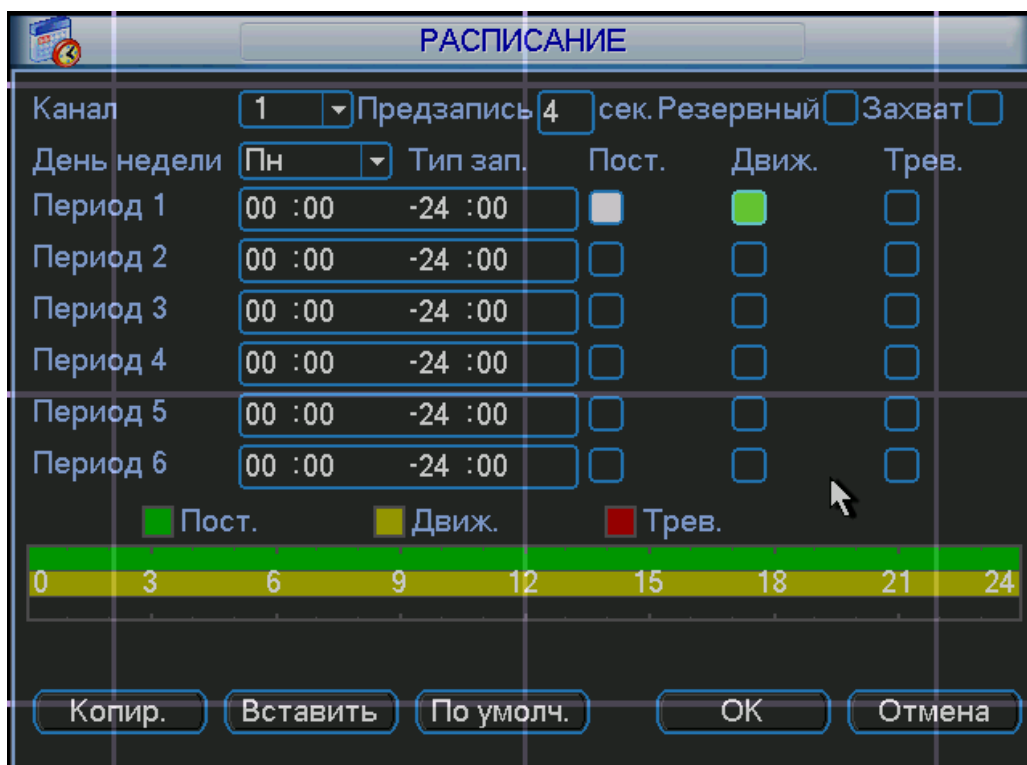 РАСПИСАНИЕ
Канал 1 Предзапись 4 сек. Резервный Захват
День недели Пн Тип зап. Пост. Движ. Трев.
Период 1 00 :00 -24 :00
Период 2 00 :00 -24 :00
Период 3 00 :00 -24 :00
Период 4 00 :00 -24 :00
Период 5 00 :00 -24 :00
Период 6 00 :00 -24 :00
Пост. Движ. Трев.
0 3 6 9 12 15 18 21 24
Копир. Вставить По умолч. OK Отмена